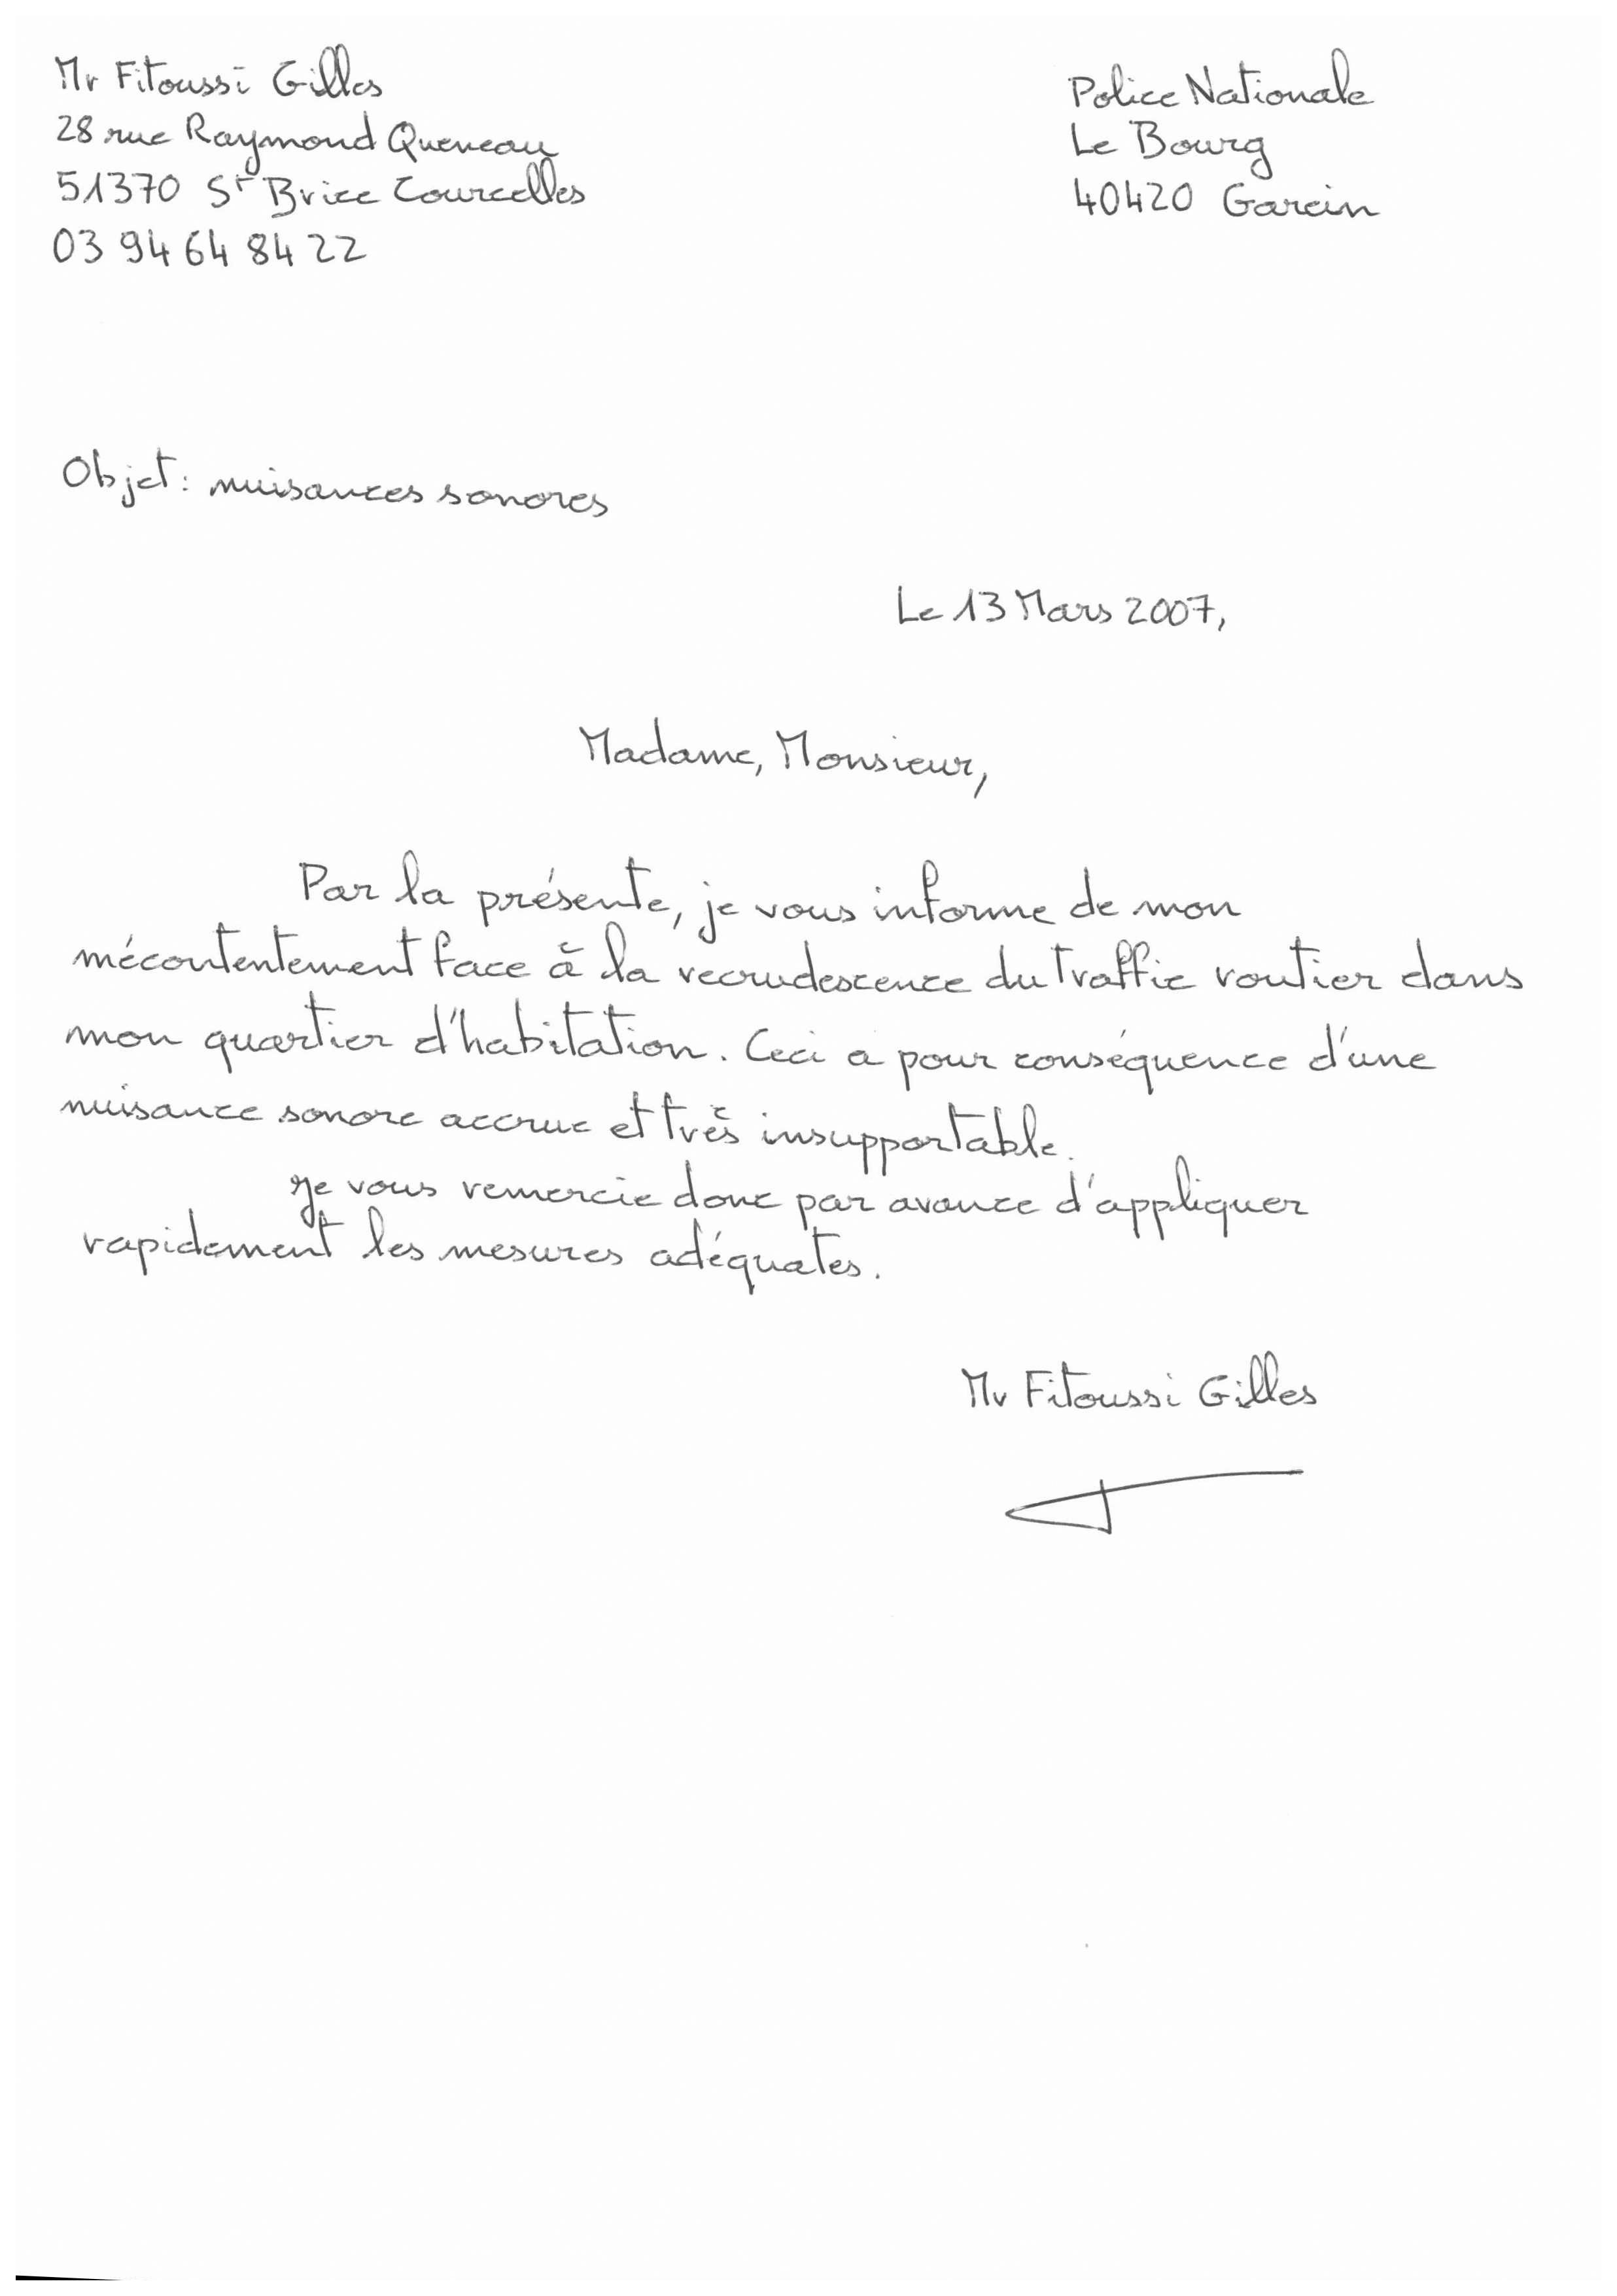 Mr Fitoussi Gilles
28 rue Raymond Queneau
51370 St Brice Courcelles
03 94 64 84 22
Police Nationale
Le Bourg
40420 Garein
Objet : nuisances sonores
Le 13 Mars 2007,
Madame, Monsieur,
Par la présente, je vous informe de mon
mécontentement face à la recrudescence du traffic routier dans
mon quartier d'habitation. Ceci a pour conséquence d'une
nuisance sonore accrue et très insupportable.
Je vous remercie donc par avance d'appliquer
rapidement les mesures adéquates.
Mr Fitoussi Gilles